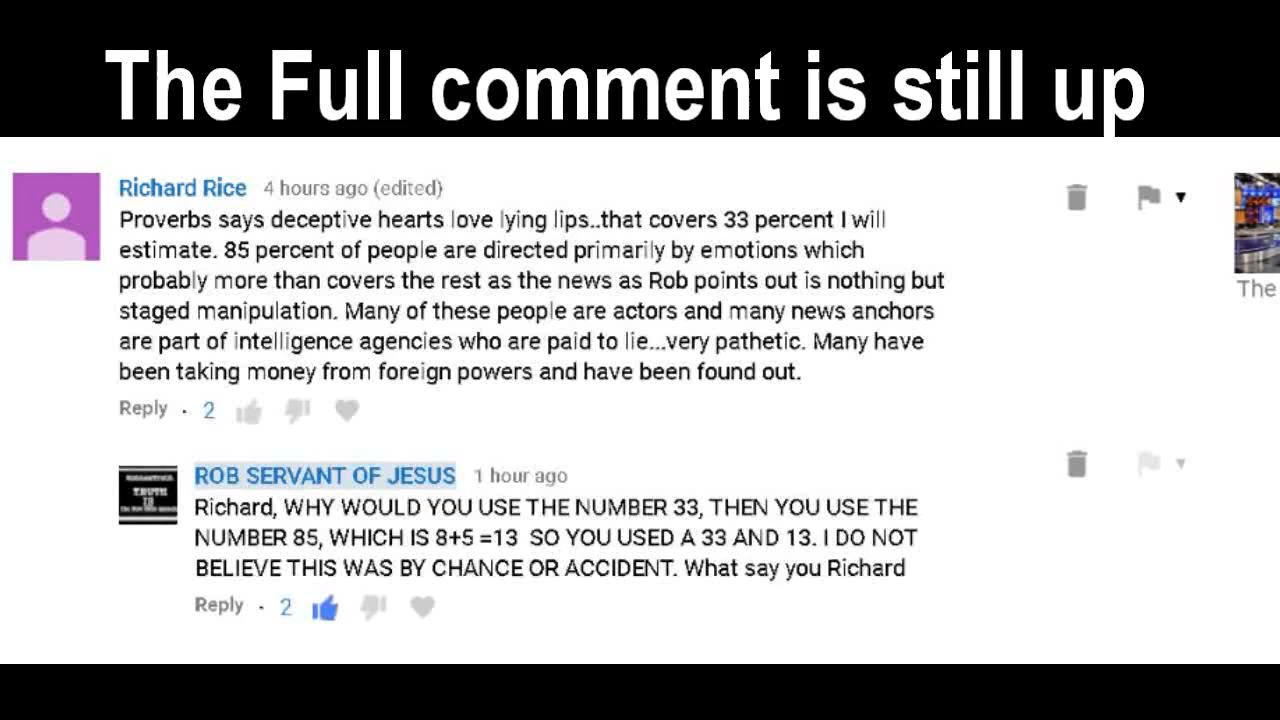 The Full comment is still up
Richard Rice 4 hours ago (edited)
Proverbs says deceptive hearts love lying lips..that covers 33 percent I will
estimate. 85 percent of people are directed primarily by emotions which
probably more than covers the rest as the news as Rob points out is nothing but
staged manipulation. Many of these people are actors and many news anchors
are part of intelligence agencies who are paid to lie...very pathetic. Many have
been taking money from foreign powers and have been found out.
Reply · 2
The
ROB SERVANT OF JESUS 1 hour ago
Richard, WHY WOULD YOU USE THE NUMBER 33, THEN YOU USE THE
NUMBER 85, WHICH IS 8+5 =13 SO YOU USED A 33 AND 13. I DO NOT
BELIEVE THIS WAS BY CHANCE OR ACCIDENT. What say you Richard
Reply · 2